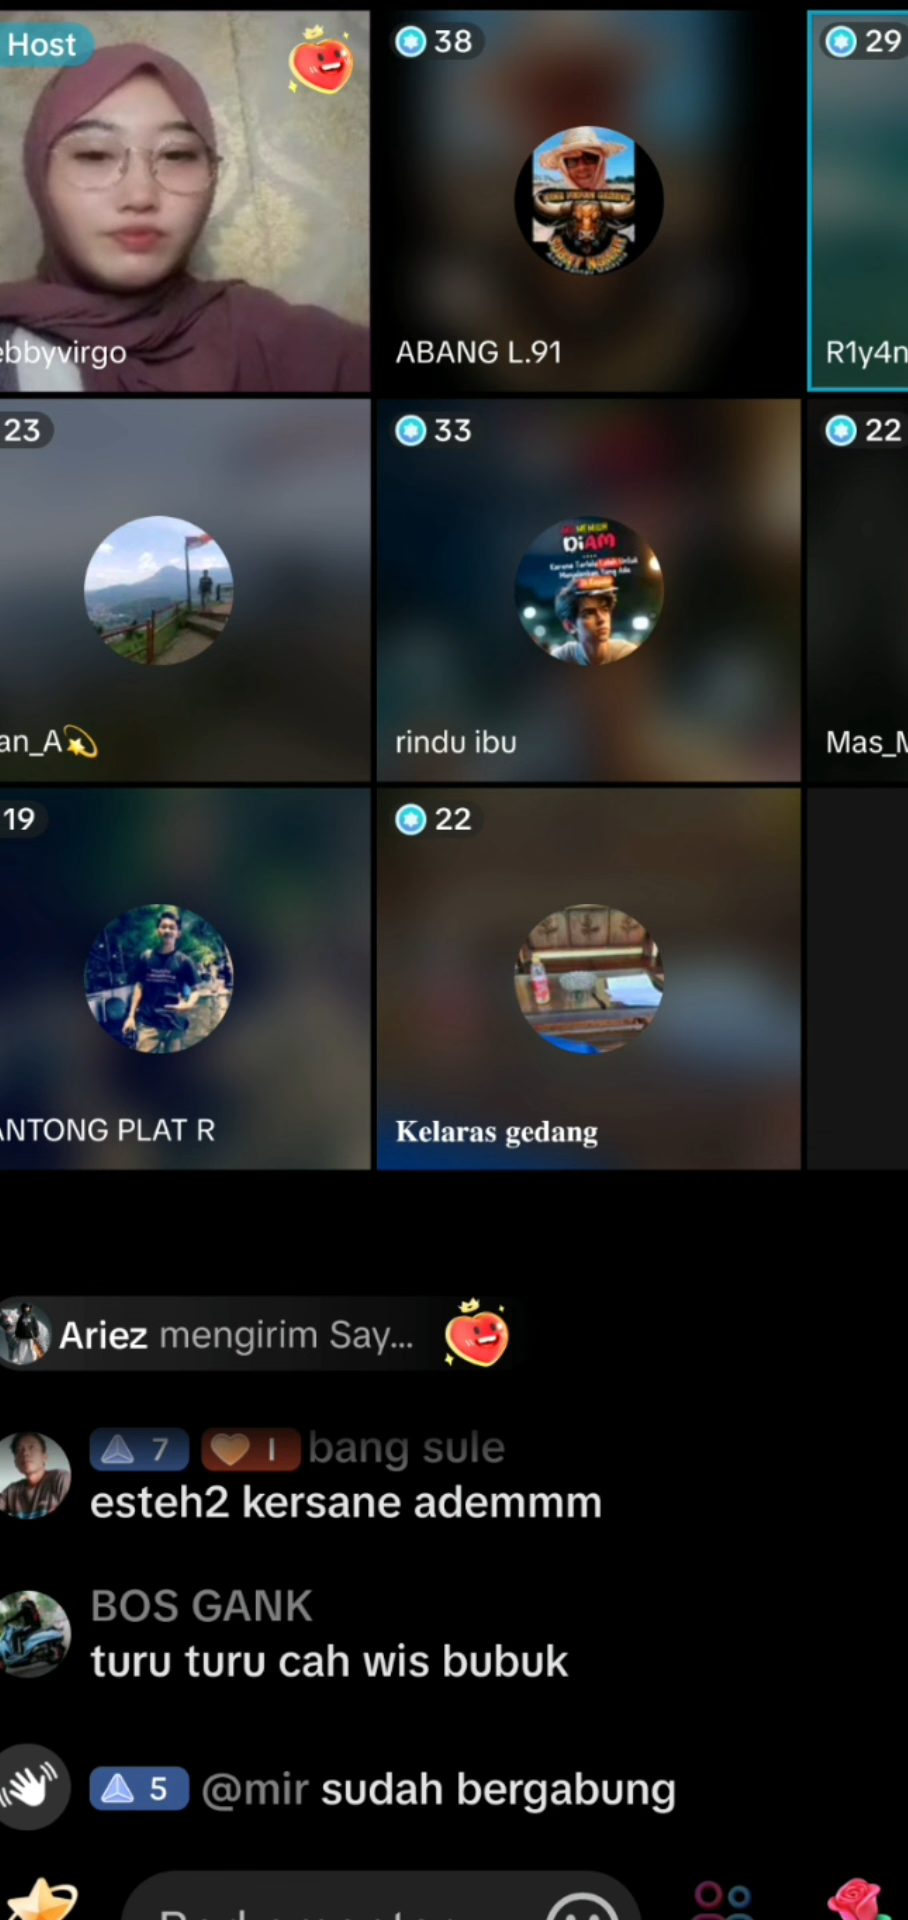 Host
38
29
ebbyvirgo
ABANG L.91
R1y4n
23
33
22
DiAM
an_A💫
rindu ibu
Mas_M
19
22
ANTONG PLAT R
Kelaras gedang
Ariez mengirim Say...
7 1 bang sule
esteh2 kersane ademmm
BOS GANK
turu turu cah wis bubuk
5 @mir sudah bergabung